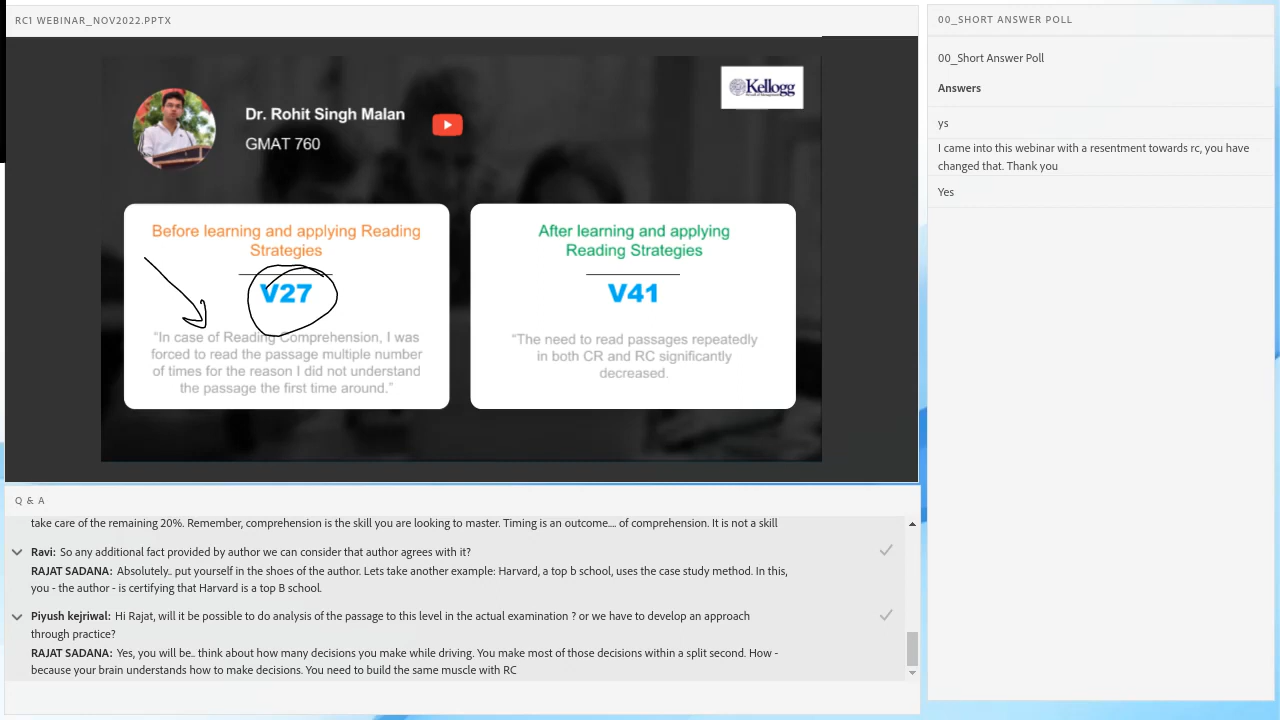 RC1 WEBINAR_NOV2022.PPTX
Dr. Rohit Singh Malan
GMAT 760
Kellogg
Before learning and applying Reading
Strategies
V27
“In case of Reading Comprehension, I was
forced to read the passage multiple number
of times for the reason I did not understand
the passage the first time around.”
After learning and applying
Reading Strategies
V41
“The need to read passages repeatedly
in both CR and RC significantly
decreased.
Q & A
take care of the remaining 20%. Remember, comprehension is the skill you are looking to master. Timing is an outcome.... of comprehension. It is not a skill
Ravi: So any additional fact provided by author we can consider that author agrees with it?
RAJAT SADANA: Absolutely.. put yourself in the shoes of the author. Lets take another example: Harvard, a top b school, uses the case study method. In this,
you - the author - is certifying that Harvard is a top B school.
Piyush kejriwal: Hi Rajat, will it be possible to do analysis of the passage to this level in the actual examination ? or we have to develop an approach
through practice?
RAJAT SADANA: Yes, you will be.. think about how many decisions you make while driving. You make most of those decisions within a split second. How -
because your brain understands how to make decisions. You need to build the same muscle with RC
00_SHORT ANSWER POLL
00_Short Answer Poll
Answers
ys
I came into this webinar with a resentment towards rc, you have
changed that. Thank you
Yes